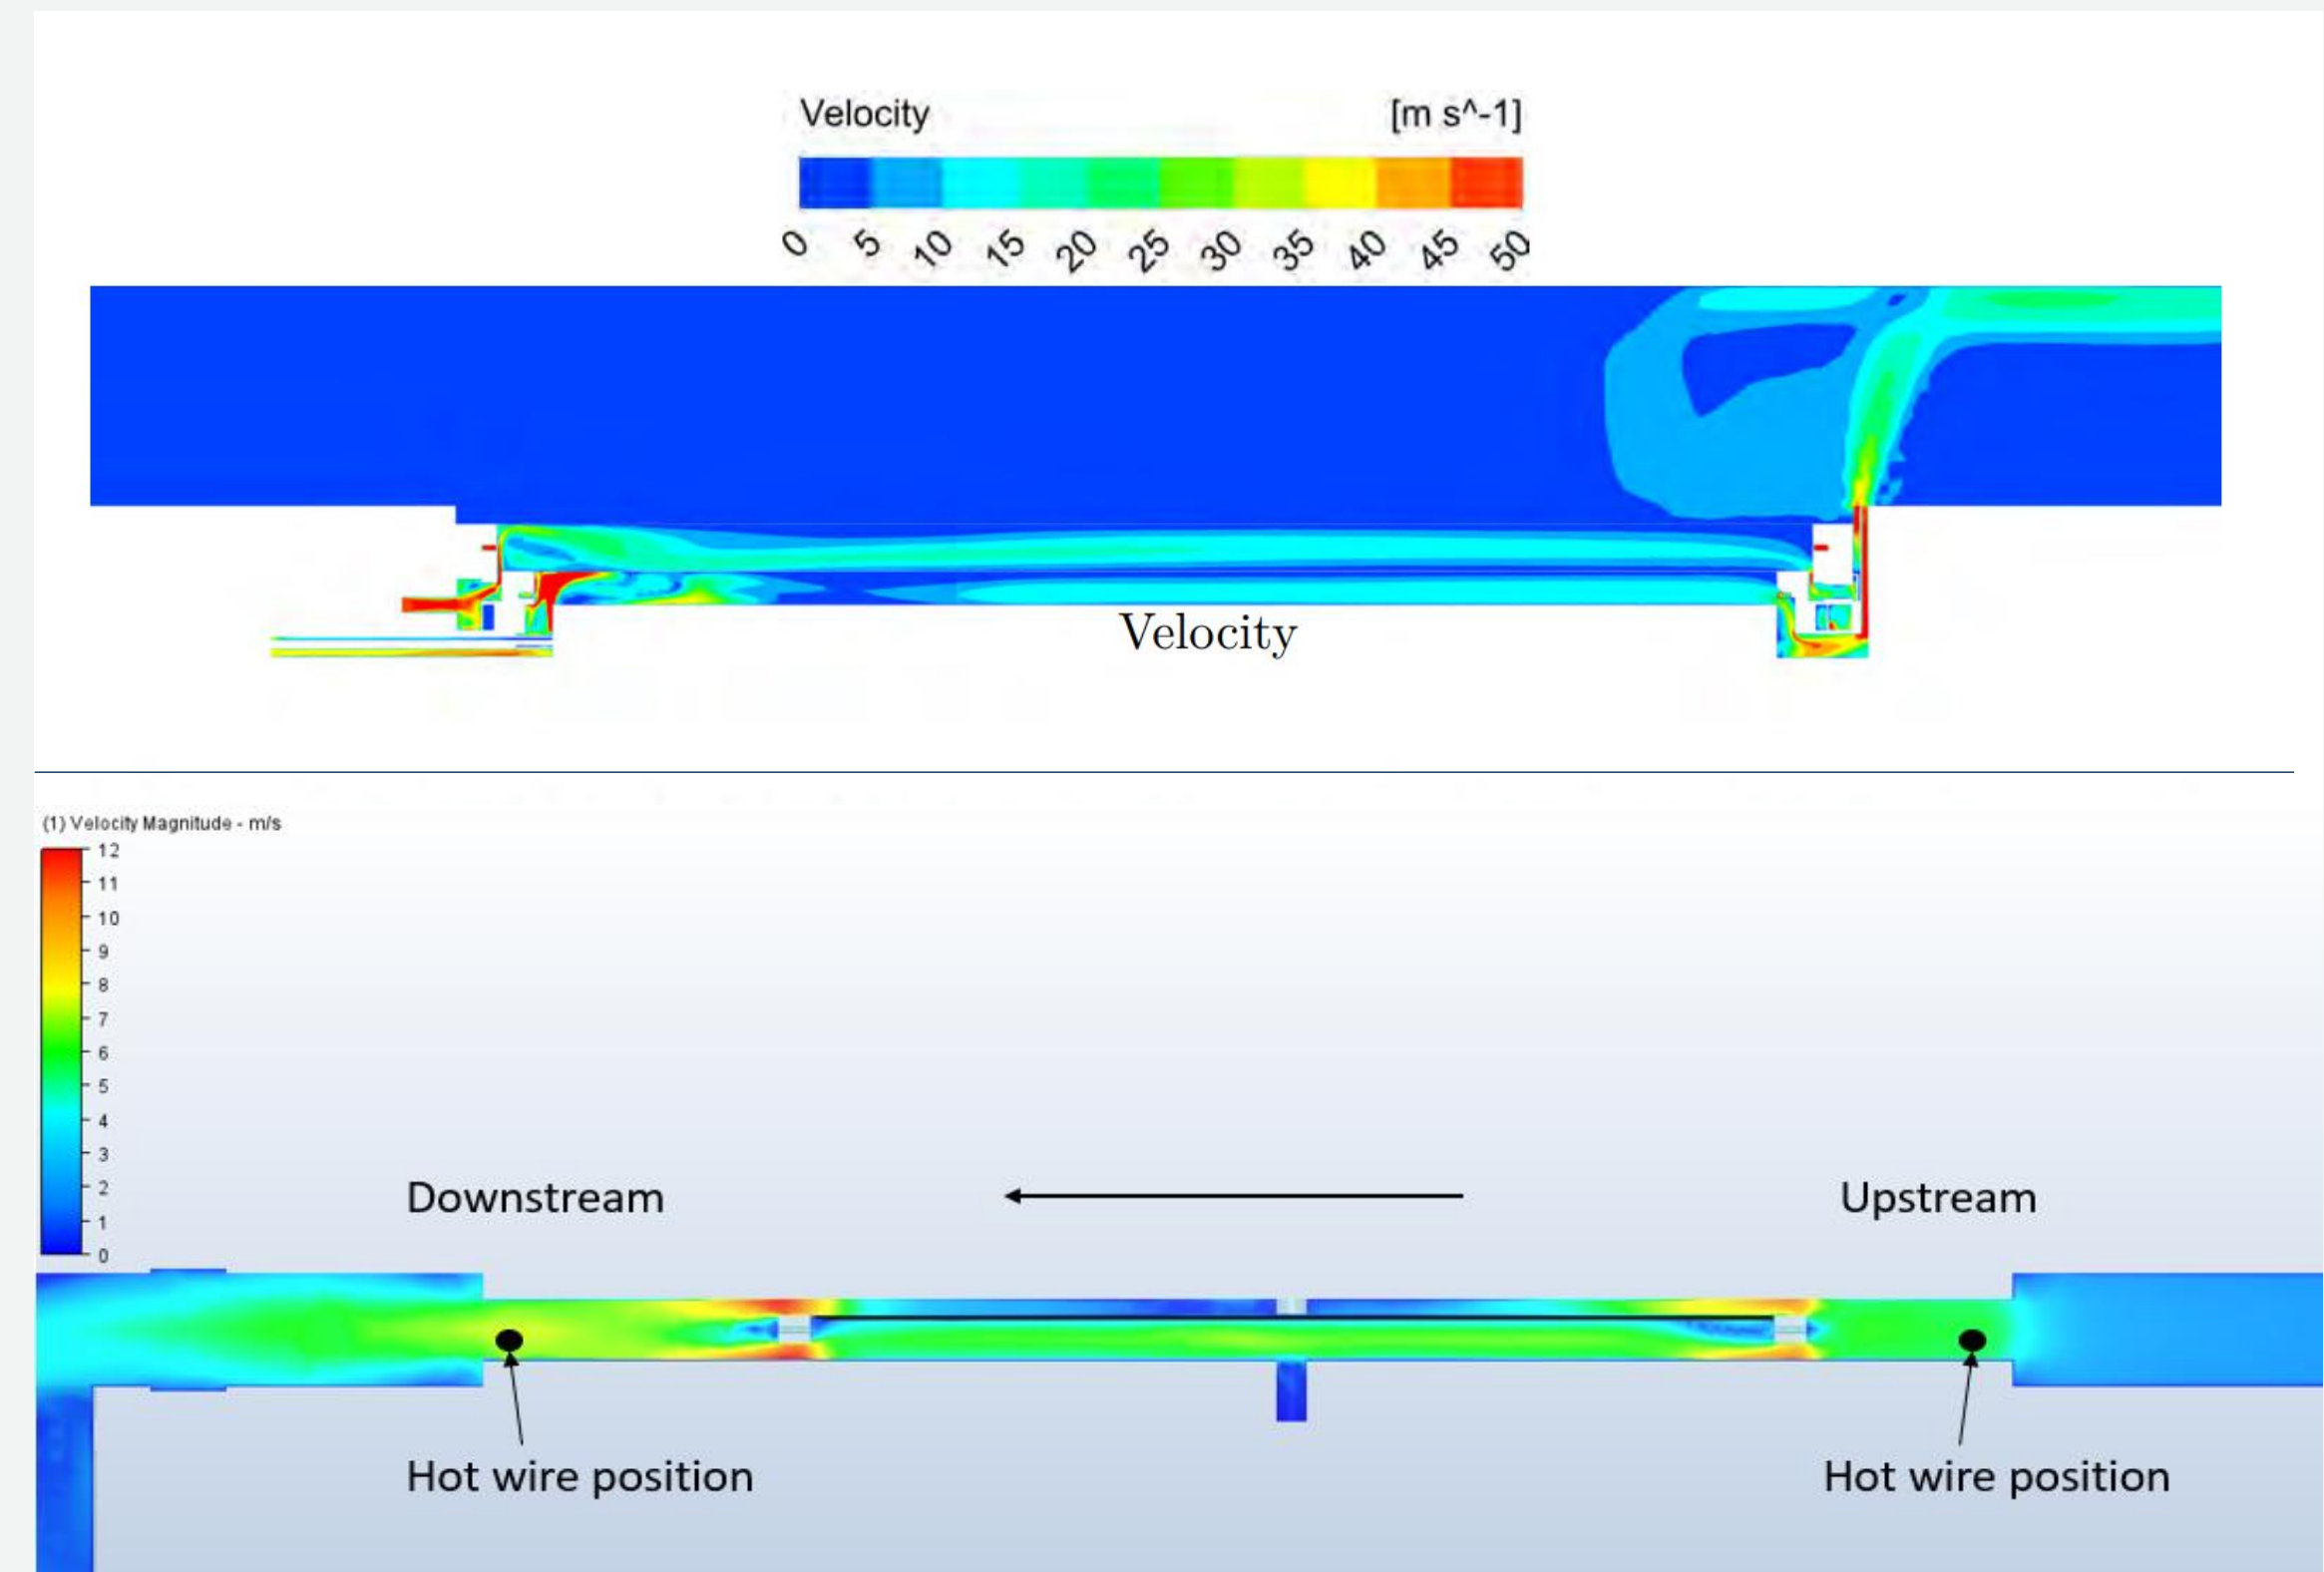 Velocity [m s^-1]
0 5 10 15 20 25 30 35 40 45 50
Velocity
(1) Velocity Magnitude - m/s
12
11
10
9
8
7
6
5
4
3
2
1
0
Downstream Upstream
Hot wire position Hot wire position